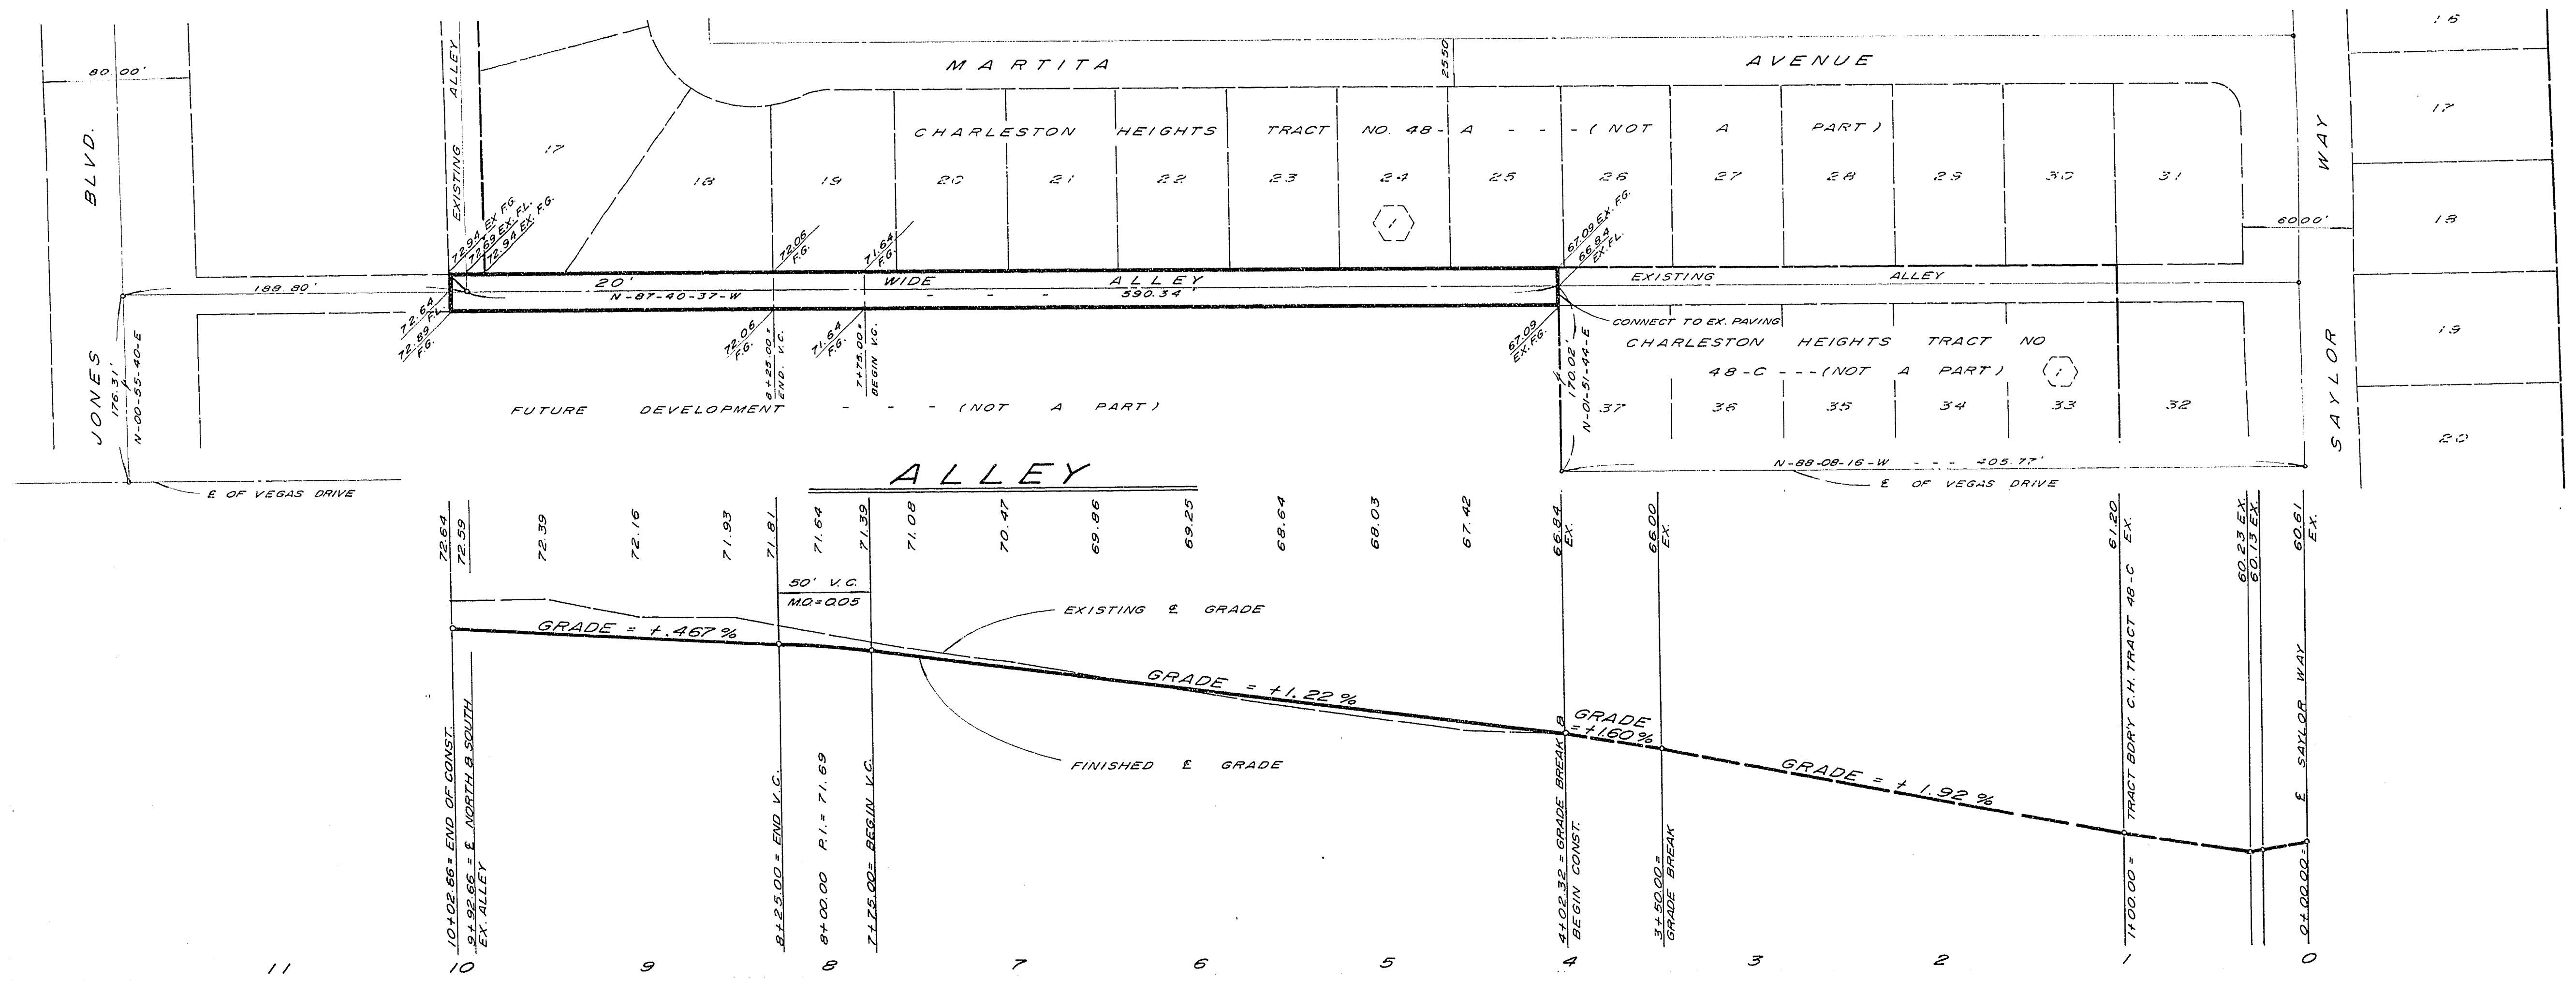 80.00'
JONES BLVD.
176.31'
N-00-55-40-E
188.80'
℄ OF VEGAS DRIVE
EXISTING ALLEY
MARTITA AVENUE
25.50
CHARLESTON HEIGHTS TRACT NO. 48-A - - - (NOT A PART)
17
18
19
20
21
22
23
24
25
26
27
28
29
30
31
1
16
17
18
19
20
SAYLOR WAY
60.00'
72.94 EX. F.G.
72.69 EX. F.L.
72.94 EX. F.G.
72.64 F.L.
72.89 F.G.
72.06 F.G.
71.64 F.G.
67.09 EX. F.G.
66.84 EX. F.L.
20' WIDE ALLEY
N-87-40-37-W - - - 590.34'
EXISTING ALLEY
72.06 F.G.
8+25.00 =
END. V.C.
71.64 F.G.
7+75.00 =
BEGIN V.C.
67.09 EX. F.G.
CONNECT TO EX. PAVING
170.02'
N-01-51-44-E
CHARLESTON HEIGHTS TRACT NO
48-C - - - (NOT A PART)
1
37
36
35
34
33
32
FUTURE DEVELOPMENT - - - (NOT A PART)
N-88-08-16-W - - - 405.77'
℄ OF VEGAS DRIVE
ALLEY
72.64
72.59
72.39
72.16
71.93
71.81
71.64
71.39
71.08
70.47
69.86
69.25
68.64
68.03
67.42
66.84 EX.
66.00 EX.
61.20 EX.
60.23 EX.
60.13 EX.
60.61 EX.
50' V.C.
M.O.=0.05
EXISTING ℄ GRADE
GRADE = +.467%
GRADE = +1.22%
GRADE = +1.60%
GRADE = +1.92%
FINISHED ℄ GRADE
10+02.66 = END OF CONST.
9+92.66 = ℄ NORTH & SOUTH
EX. ALLEY
8+25.00 = END V.C.
8+00.00 P.I. = 71.69
7+75.00 = BEGIN V.C.
4+02.32 = GRADE BREAK &
BEGIN CONST.
3+50.00 =
GRADE BREAK
1+00.00 = TRACT BDRY C.H. TRACT 48-C
0+00.00 = ℄ SAYLOR WAY
11
10
9
8
7
6
5
4
3
2
1
0